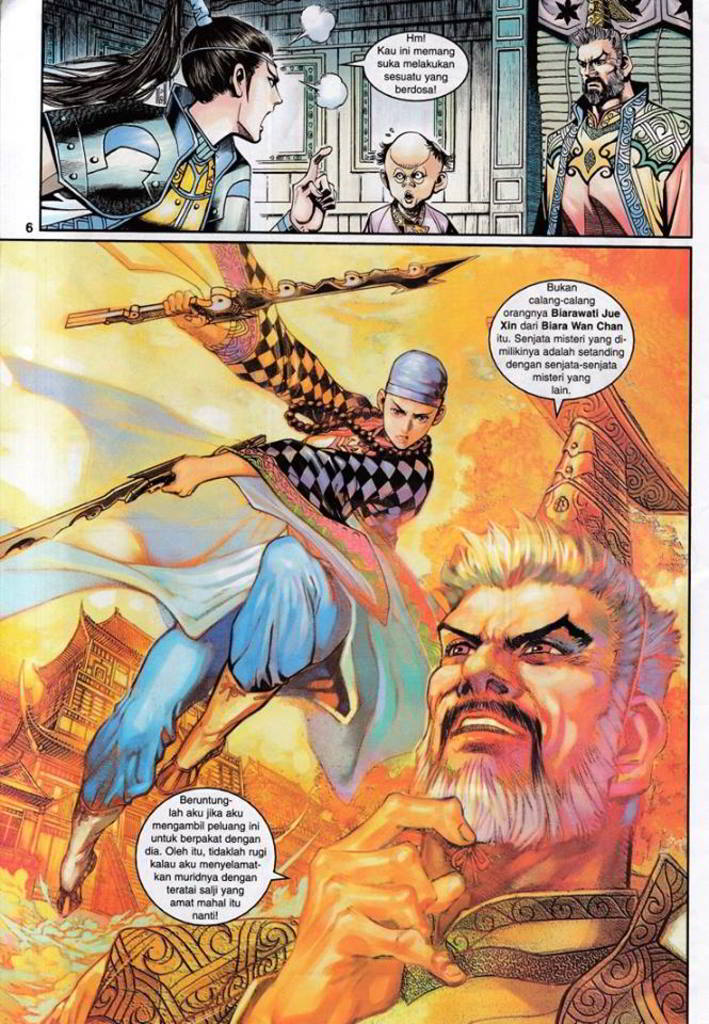 Hm!
Kau ini memang
suka melakukan
sesuatu yang
berdosa!
6
Bukan
calang-calang
orangnya Biarawati Jue
Xin dari Biara Wan Chan
itu. Senjata misteri yang di-
milikinya adalah setanding
dengan senjata-senjata
misteri yang
lain.
Beruntung-
lah aku jika aku
mengambil peluang ini
untuk berpakat dengan
dia. Oleh itu, tidaklah rugi
kalau aku menyelamat-
kan muridnya dengan
teratai salji yang
amat mahal itu
nanti!